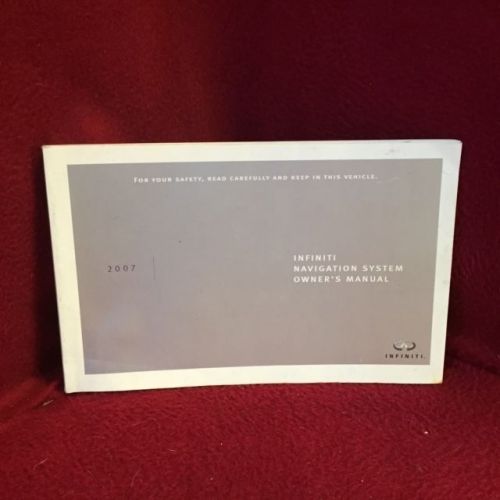 FOR YOUR SAFETY, READ CAREFULLY AND KEEP IN THIS VEHICLE.
2007
INFINITI
NAVIGATION SYSTEM
OWNER'S MANUAL
INFINITI.